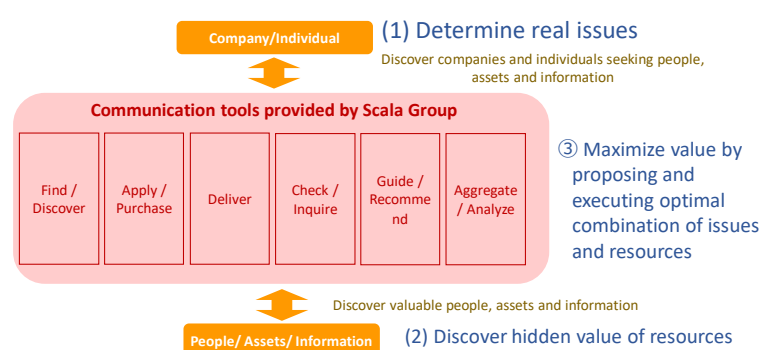 Company/Individual
(1) Determine real issues
Discover companies and individuals seeking people,
assets and information
Communication tools provided by Scala Group
Find /
Discover
Apply /
Purchase
Deliver
Check /
Inquire
Guide /
Recomme
nd
Aggregate
/ Analyze
③ Maximize value by
proposing and
executing optimal
combination of issues
and resources
Discover valuable people, assets and information
People/ Assets/ Information
(2) Discover hidden value of resources